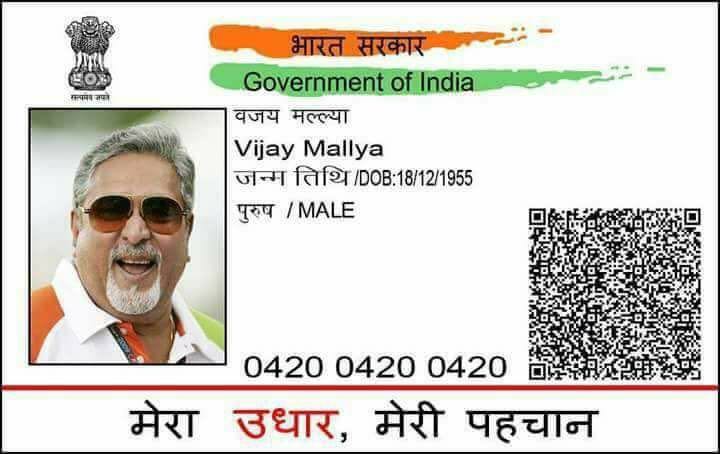 भारत सरकार
Government of India
सत्यमेव जयते
वजय मल्ल्या
Vijay Mallya
जन्म तिथि /DOB:18/12/1955
पुरुष / MALE
0420 0420 0420
मेरा उधार, मेरी पहचान